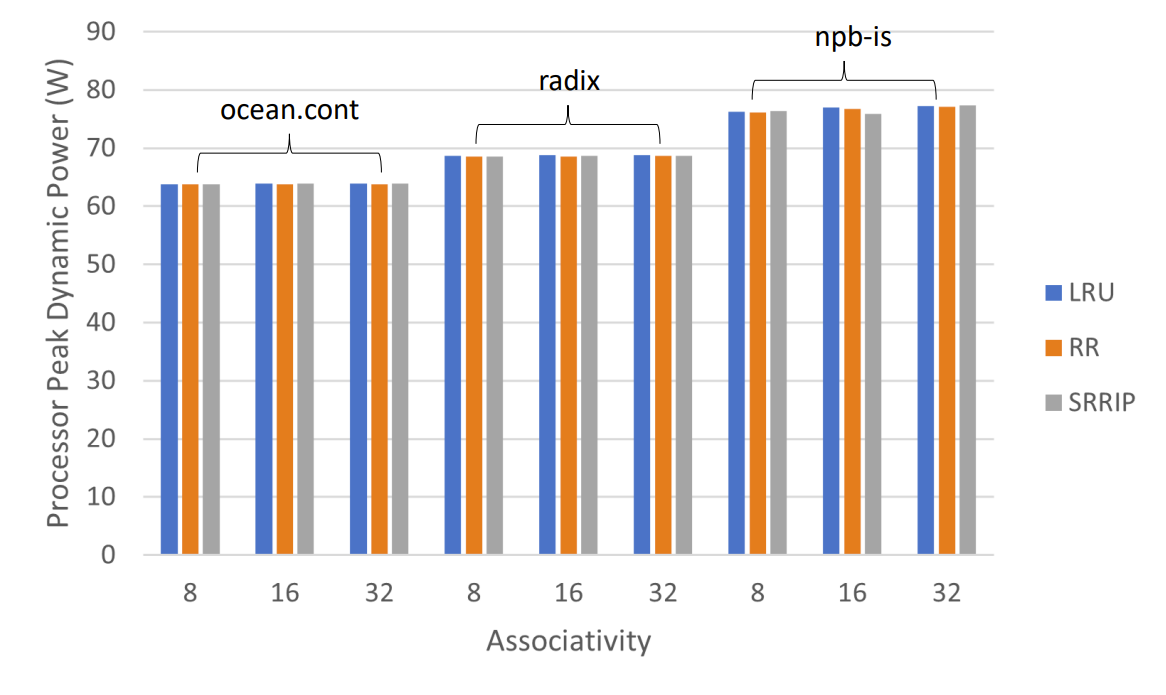 Processor Peak Dynamic Power (W)
90
80
70
60
50
40
30
20
10
0
ocean.cont
radix
npb-is
8 16 32 8 16 32 8 16 32
Associativity
LRU
RR
SRRIP